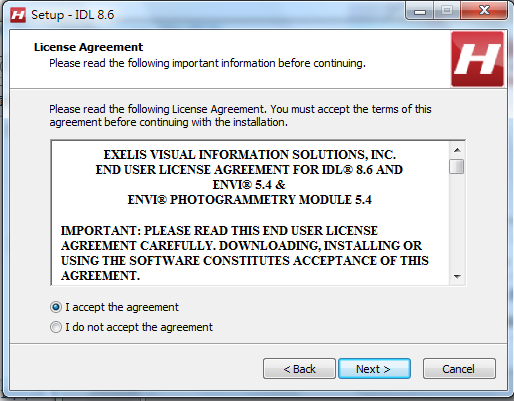 Setup - IDL 8.6
License Agreement
Please read the following important information before continuing.
H
Please read the following License Agreement. You must accept the terms of this
agreement before continuing with the installation.
EXELIS VISUAL INFORMATION SOLUTIONS, INC.
END USER LICENSE AGREEMENT FOR IDL® 8.6 AND
ENVI® 5.4 &
ENVI® PHOTOGRAMMETRY MODULE 5.4
IMPORTANT: PLEASE READ THIS END USER LICENSE
AGREEMENT CAREFULLY. DOWNLOADING, INSTALLING OR
USING THE SOFTWARE CONSTITUTES ACCEPTANCE OF THIS
AGREEMENT.
I accept the agreement
I do not accept the agreement
< Back
Next >
Cancel